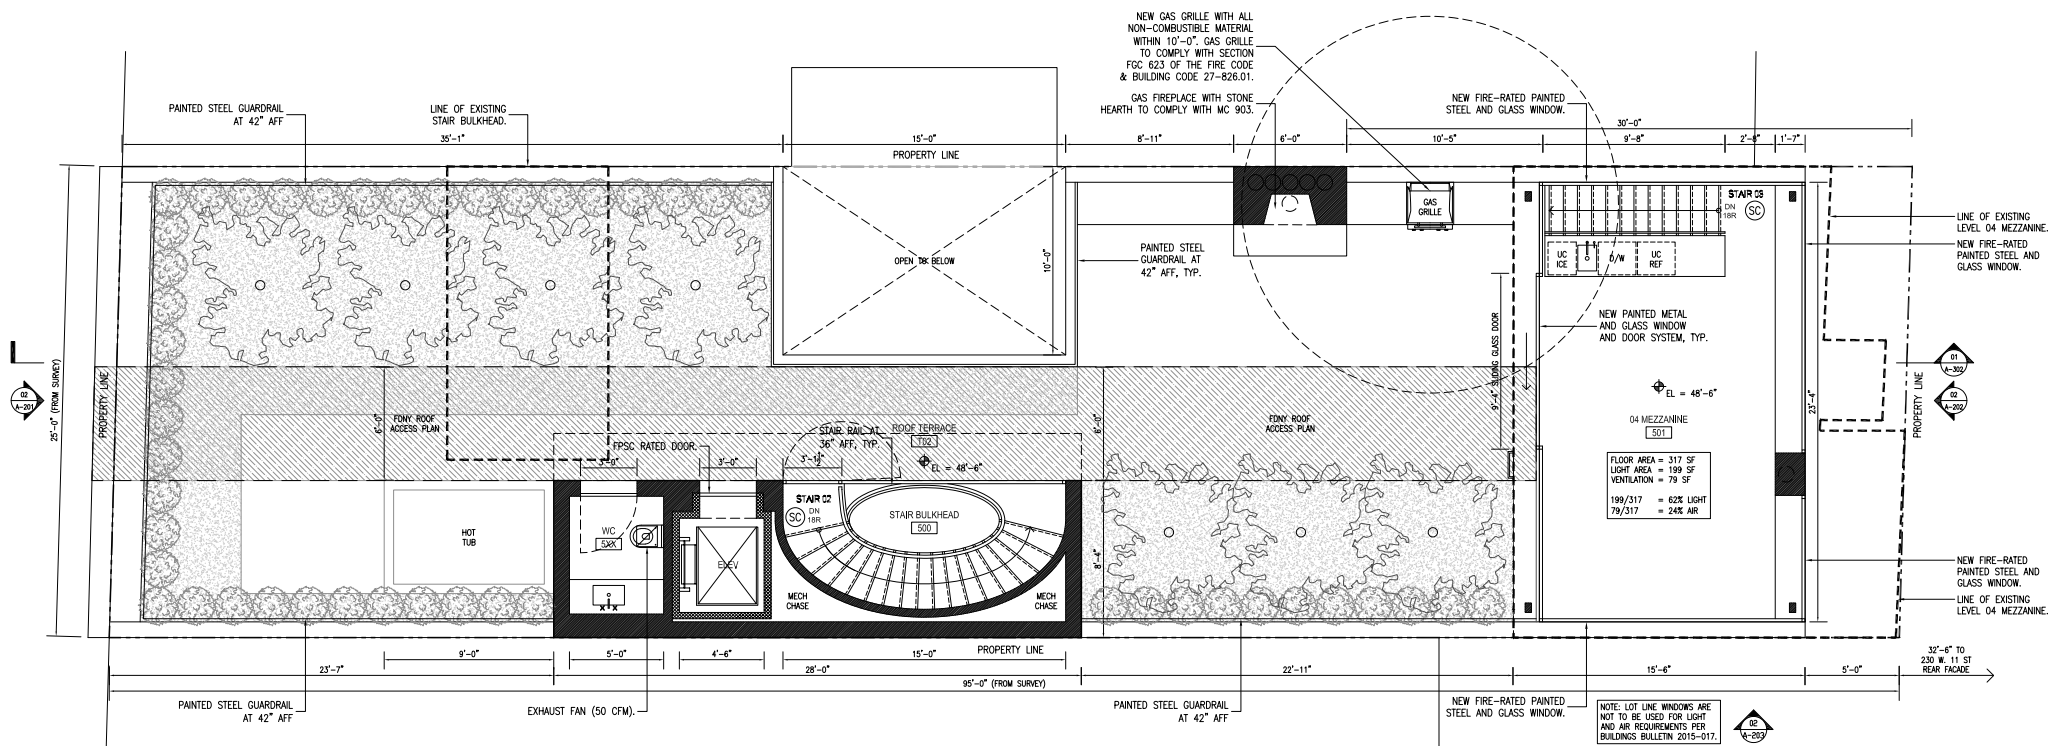 NEW GAS GRILLE WITH ALL
NON-COMBUSTIBLE MATERIAL
WITHIN 10'-0". GAS GRILLE
TO COMPLY WITH SECTION
FGC 623 OF THE FIRE CODE
& BUILDING CODE 27-826.01.
GAS FIREPLACE WITH STONE
HEARTH TO COMPLY WITH MC 903.
PAINTED STEEL GUARDRAIL
AT 42" AFF
LINE OF EXISTING
STAIR BULKHEAD.
NEW FIRE-RATED PAINTED
STEEL AND GLASS WINDOW.
30'-0"
35'-1"
15'-0"
8'-11"
6'-0"
10'-5"
9'-8"
2'-8"
1'-7"
PROPERTY LINE
GAS
GRILLE
STAIR 03
DN
18R
SC
LINE OF EXISTING
LEVEL 04 MEZZANINE.
NEW FIRE-RATED
PAINTED STEEL AND
GLASS WINDOW.
OPEN TO BELOW
10'-0"
PAINTED STEEL
GUARDRAIL AT
42" AFF, TYP.
UC
ICE
D/W
UC
REF
NEW PAINTED METAL
AND GLASS WINDOW
AND DOOR SYSTEM, TYP.
9'-4" SLIDING GLASS DOOR
02
A-201
25'-0" (FROM SURVEY)
PROPERTY LINE
6'-0"
FDNY ROOF
ACCESS PLAN
FPSC RATED DOOR.
STAIR RAIL AT
36" AFF, TYP.
ROOF TERRACE
T02
EL = 48'-6"
6'-0"
FDNY ROOF
ACCESS PLAN
EL = 48'-6"
04 MEZZANINE
501
23'-4"
01
A-302
02
A-202
PROPERTY LINE
3'-0"
3'-0"
3'-1½"
FLOOR AREA = 317 SF
LIGHT AREA = 199 SF
VENTILATION = 79 SF
199/317 = 62% LIGHT
79/317 = 24% AIR
HOT
TUB
WC
5XX
ELEV
STAIR 02
SC
DN
18R
STAIR BULKHEAD
500
MECH
CHASE
MECH
CHASE
8'-4"
NEW FIRE-RATED
PAINTED STEEL AND
GLASS WINDOW.
LINE OF EXISTING
LEVEL 04 MEZZANINE.
9'-0"
5'-0"
4'-6"
15'-0"
PROPERTY LINE
23'-7"
28'-0"
22'-11"
15'-6"
5'-0"
32'-6" TO
230 W. 11 ST
REAR FACADE
95'-0" (FROM SURVEY)
PAINTED STEEL GUARDRAIL
AT 42" AFF
EXHAUST FAN (50 CFM).
PAINTED STEEL GUARDRAIL
AT 42" AFF
NEW FIRE-RATED PAINTED
STEEL AND GLASS WINDOW.
NOTE: LOT LINE WINDOWS ARE
NOT TO BE USED FOR LIGHT
AND AIR REQUIREMENTS PER
BUILDINGS BULLETIN 2015-017.
02
A-203